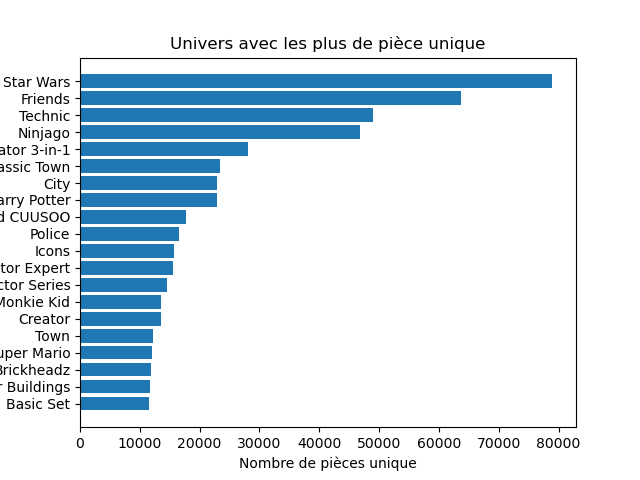 Univers avec les plus de pièce unique
Star Wars
Friends
Technic
Ninjago
ator 3-in-1
assic Town
City
arry Potter
d CUUSOO
Police
Icons
tor Expert
ctor Series
Monkie Kid
Creator
Town
uper Mario
Brickheadz
r Buildings
Basic Set
0 10000 20000 30000 40000 50000 60000 70000 80000
Nombre de pièces unique